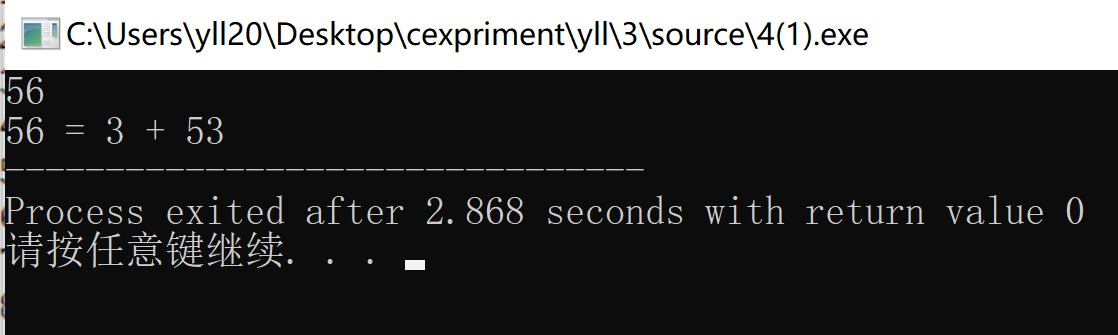 C:\Users\yll20\Desktop\cexpriment\yll\3\source\4(1).exe
56
56 = 3 + 53
--------------------------------
Process exited after 2.868 seconds with return value 0
请按任意键继续. . .